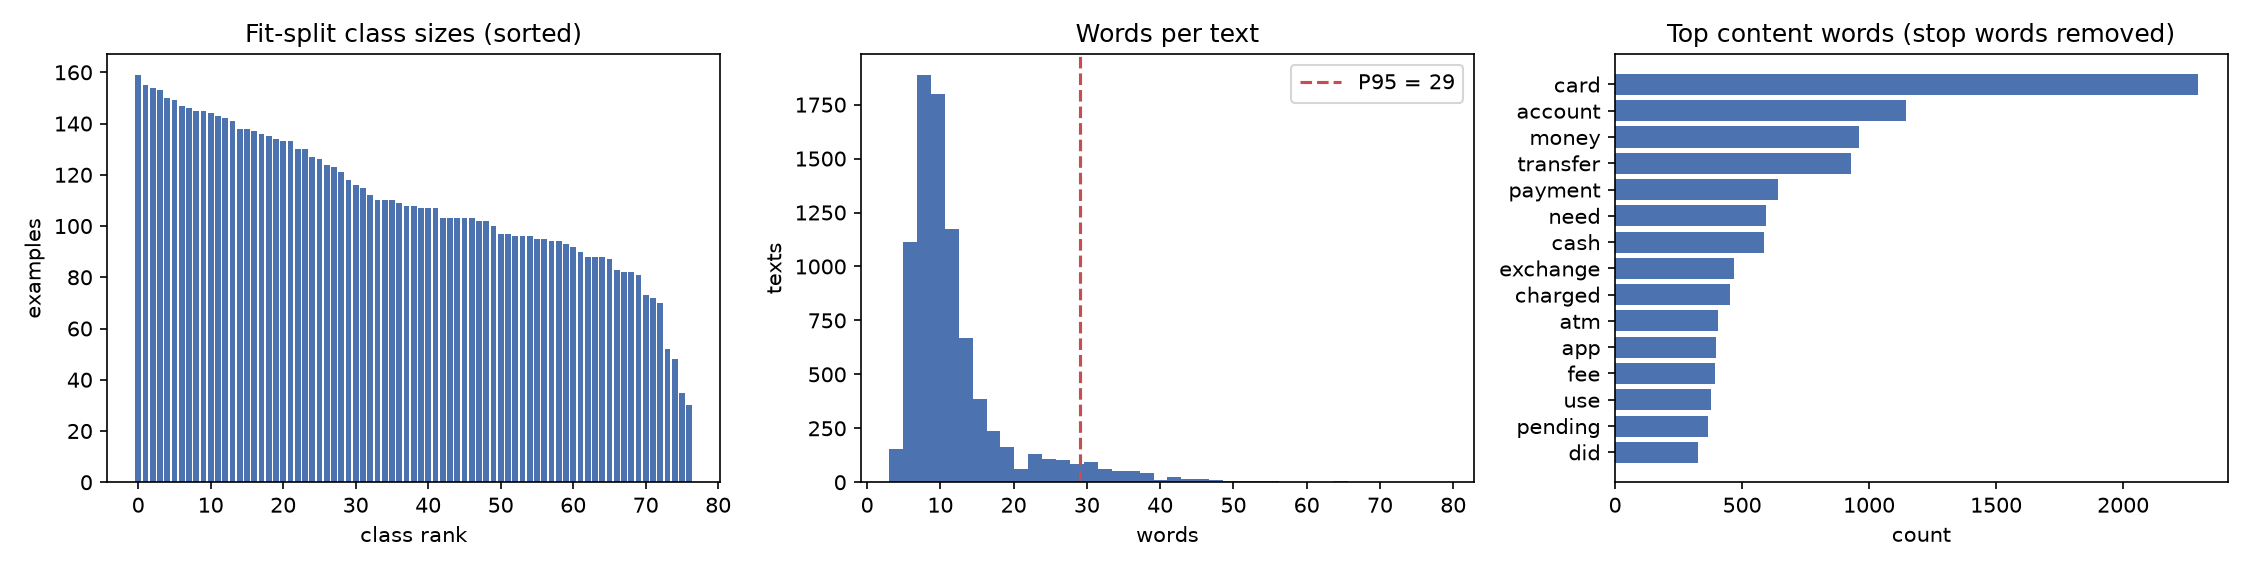 Fit-split class sizes (sorted)
examples
160
140
120
100
80
60
40
20
0
0 10 20 30 40 50 60 70 80
class rank
Words per text
P95 = 29
texts
1750
1500
1250
1000
750
500
250
0
0 10 20 30 40 50 60 70 80
words
Top content words (stop words removed)
card
account
money
transfer
payment
need
cash
exchange
charged
atm
app
fee
use
pending
did
0 500 1000 1500 2000
count